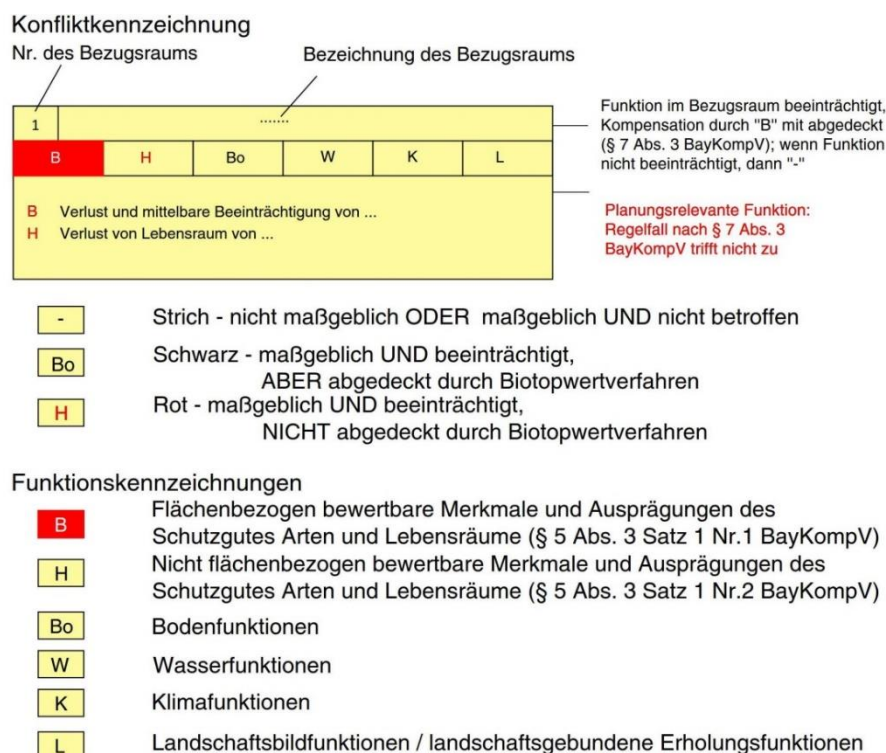 Konfliktkennzeichnung
Nr. des Bezugsraums
Bezeichnung des Bezugsraums
1
.......
B
H
Bo
W
K
L
B Verlust und mittelbare Beeinträchtigung von ...
H Verlust von Lebensraum von ...
Funktion im Bezugsraum beeinträchtigt,
Kompensation durch "B" mit abgedeckt
(§ 7 Abs. 3 BayKompV); wenn Funktion
nicht beeinträchtigt, dann "-"
Planungsrelevante Funktion:
Regelfall nach § 7 Abs. 3
BayKompV trifft nicht zu
- Strich - nicht maßgeblich ODER maßgeblich UND nicht betroffen
Bo Schwarz - maßgeblich UND beeinträchtigt,
ABER abgedeckt durch Biotopwertverfahren
H Rot - maßgeblich UND beeinträchtigt,
NICHT abgedeckt durch Biotopwertverfahren
Funktionskennzeichnungen
B Flächenbezogen bewertbare Merkmale und Ausprägungen des
Schutzgutes Arten und Lebensräume (§ 5 Abs. 3 Satz 1 Nr.1 BayKompV)
H Nicht flächenbezogen bewertbare Merkmale und Ausprägungen des
Schutzgutes Arten und Lebensräume (§ 5 Abs. 3 Satz 1 Nr.2 BayKompV)
Bo Bodenfunktionen
W Wasserfunktionen
K Klimafunktionen
L Landschaftsbildfunktionen / landschaftsgebundene Erholungsfunktionen